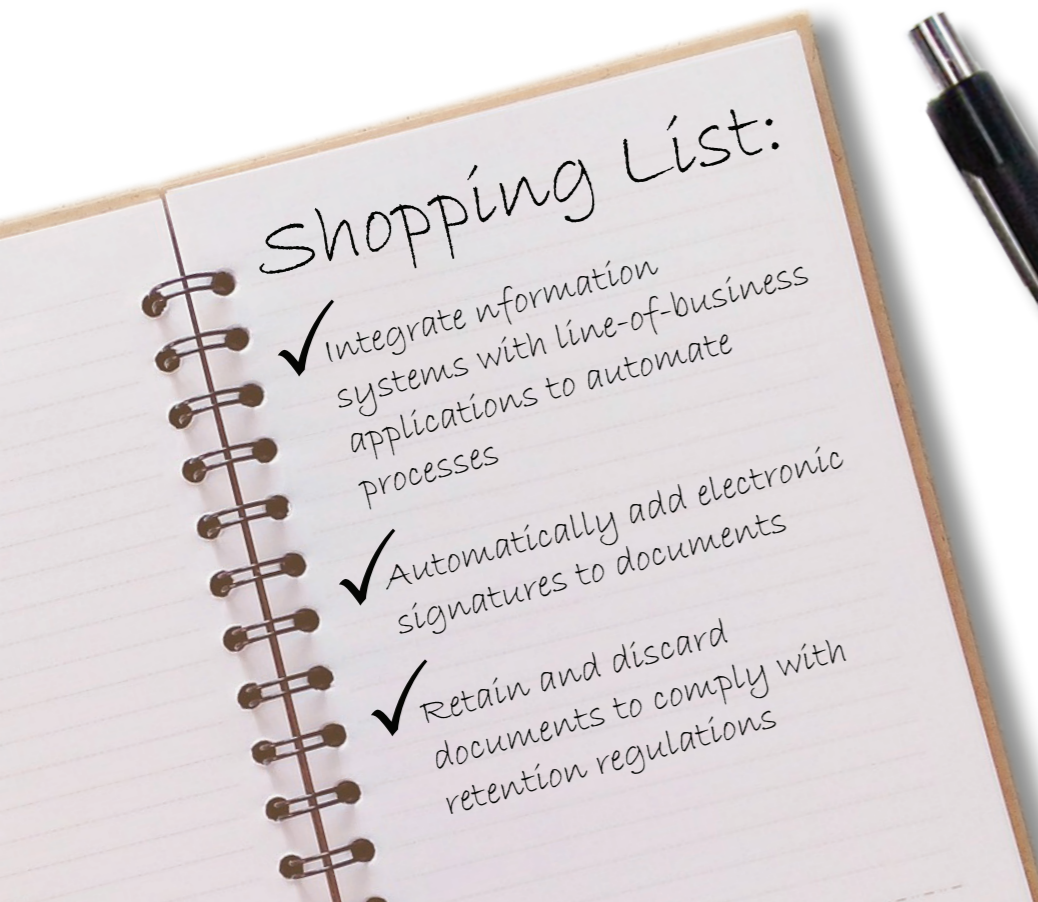 Shopping List:
Integrate nformation
systems with line-of-business
applications to automate
processes
Automatically add electronic
signatures to documents
Retain and discard
documents to comply with
retention regulations